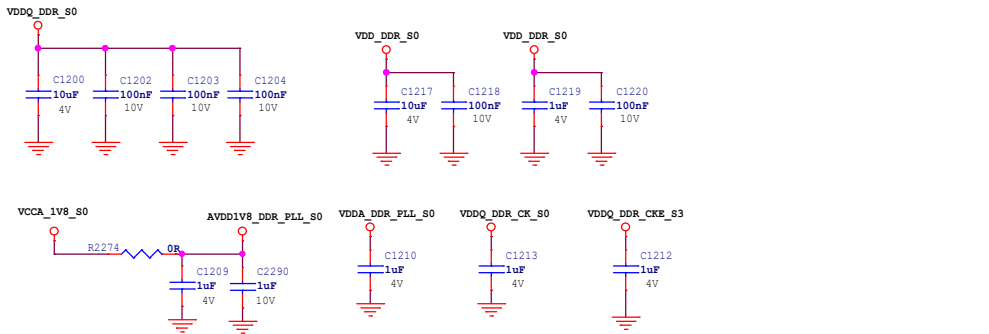 VDDQ_DDR_S0
C1200
10uF
4V
C1202
100nF
10V
C1203
100nF
10V
C1204
100nF
10V
VDD_DDR_S0
C1217
10uF
4V
C1218
100nF
10V
VDD_DDR_S0
C1219
1uF
4V
C1220
100nF
10V
VCCA_1V8_S0
R2274
0R
AVDD1V8_DDR_PLL_S0
C1209
1uF
4V
C2290
1uF
10V
VDDA_DDR_PLL_S0
C1210
1uF
4V
VDDQ_DDR_CK_S0
C1213
1uF
4V
VDDQ_DDR_CKE_S3
C1212
1uF
4V